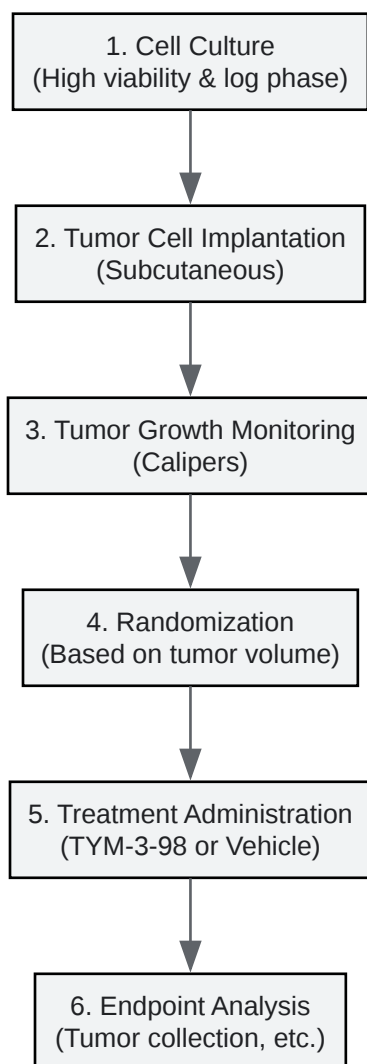 1. Cell Culture
(High viability & log phase)
2. Tumor Cell Implantation
(Subcutaneous)
3. Tumor Growth Monitoring
(Calipers)
4. Randomization
(Based on tumor volume)
5. Treatment Administration
(TYM-3-98 or Vehicle)
6. Endpoint Analysis
(Tumor collection, etc.)